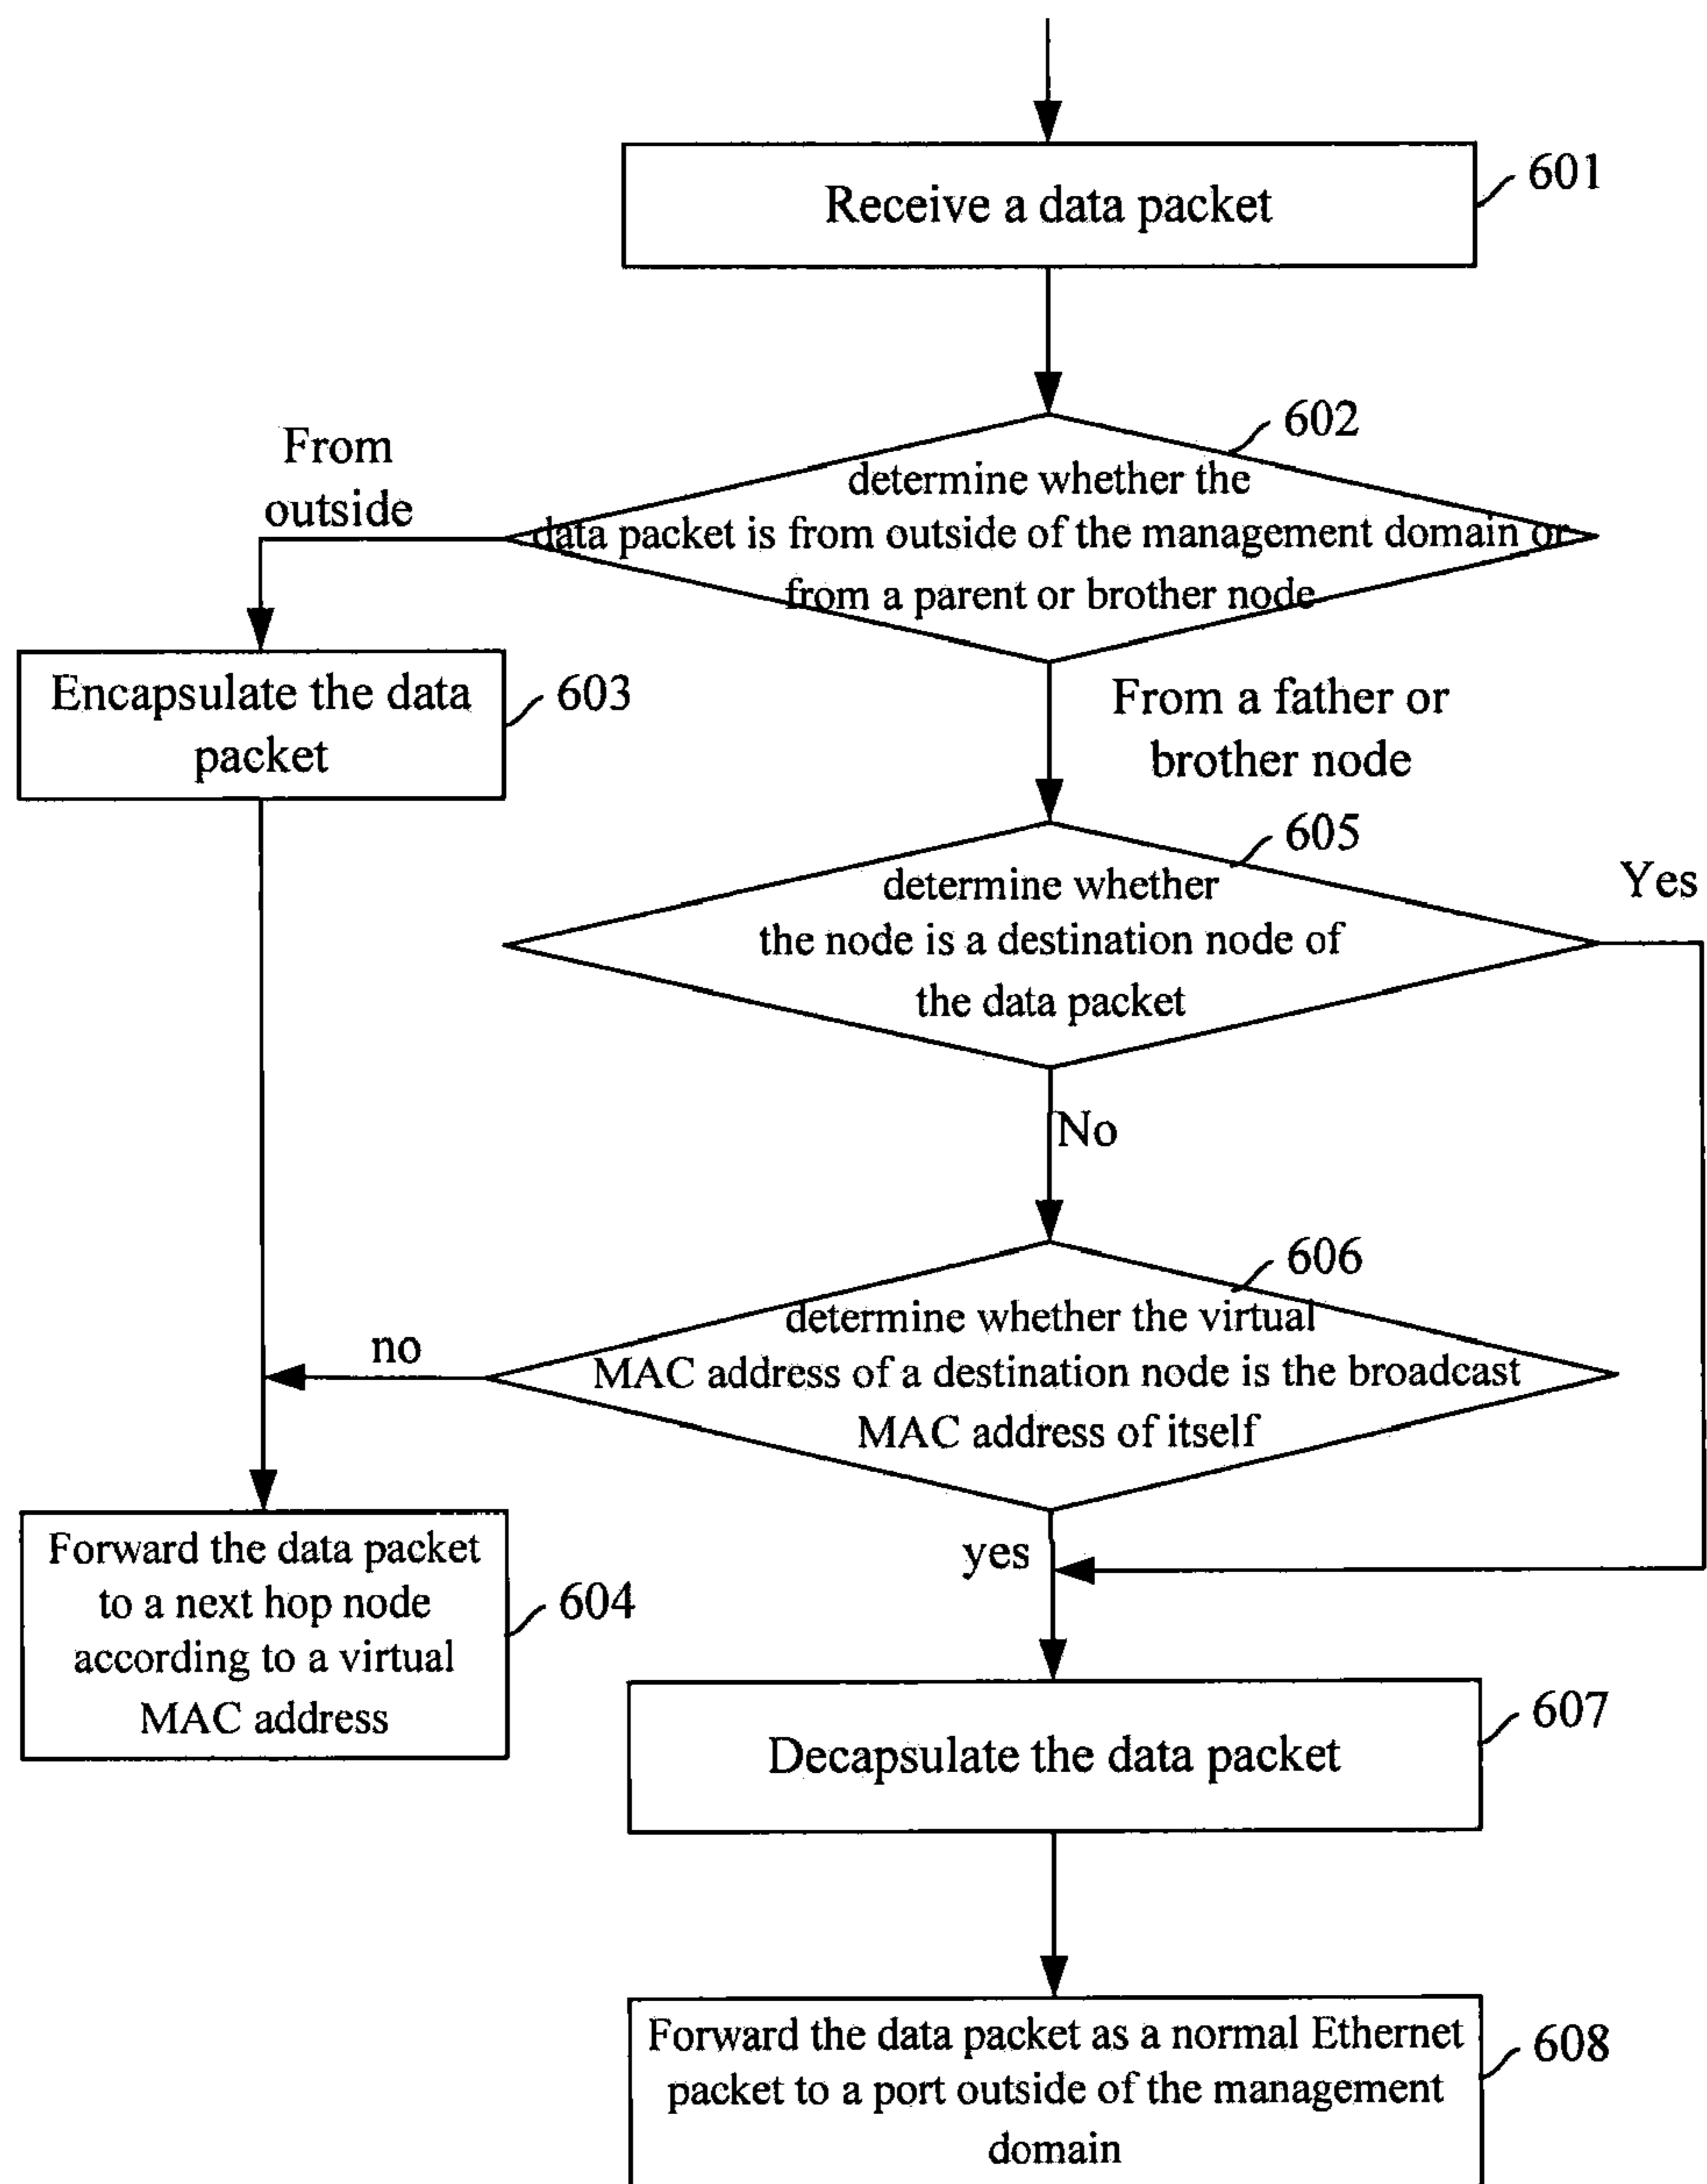 Receive a data packet
601
602
From
outside
determine whether the
data packet is from outside of the management domain or
from a parent or brother node
Encapsulate the data
packet
603
From a father or
brother node
605
Yes
determine whether
the node is a destination node of
the data packet
No
606
determine whether the virtual
MAC address of a destination node is the broadcast
MAC address of itself
no
yes
Forward the data packet
to a next hop node
according to a virtual
MAC address
604
Decapsulate the data packet
607
Forward the data packet as a normal Ethernet
packet to a port outside of the management
domain
608